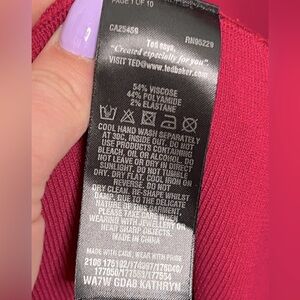 PAGE 1 OF 10
CA25459 RN95229
Ted says,
"Created especially for you".
VISIT TED@www.tedbaker.com
54% VISCOSE
44% POLYAMIDE
2% ELASTANE
COOL HAND WASH SEPARATELY
AT 30C. INSIDE OUT. DO NOT
USE PRODUCTS CONTAINING
BLEACH, OIL OR ALCOHOL. DO
NOT LEAVE OR DRY IN DIRECT
SUNLIGHT. DO NOT TUMBLE
DRY. DRY FLAT. COOL IRON ON
REVERSE. DO NOT
DRY CLEAN. RE-SHAPE WHILST
DAMP. DUE TO THE DELICATE
NATURE OF THIS GARMENT,
PLEASE TAKE CARE WHEN
WEARING WITH JEWELLERY OR
NEAR SHARP OBJECTS.
MADE IN CHINA
MADE WITH CARE, WEAR WITH PRIDE
WA7W GDA8 KATHRYN